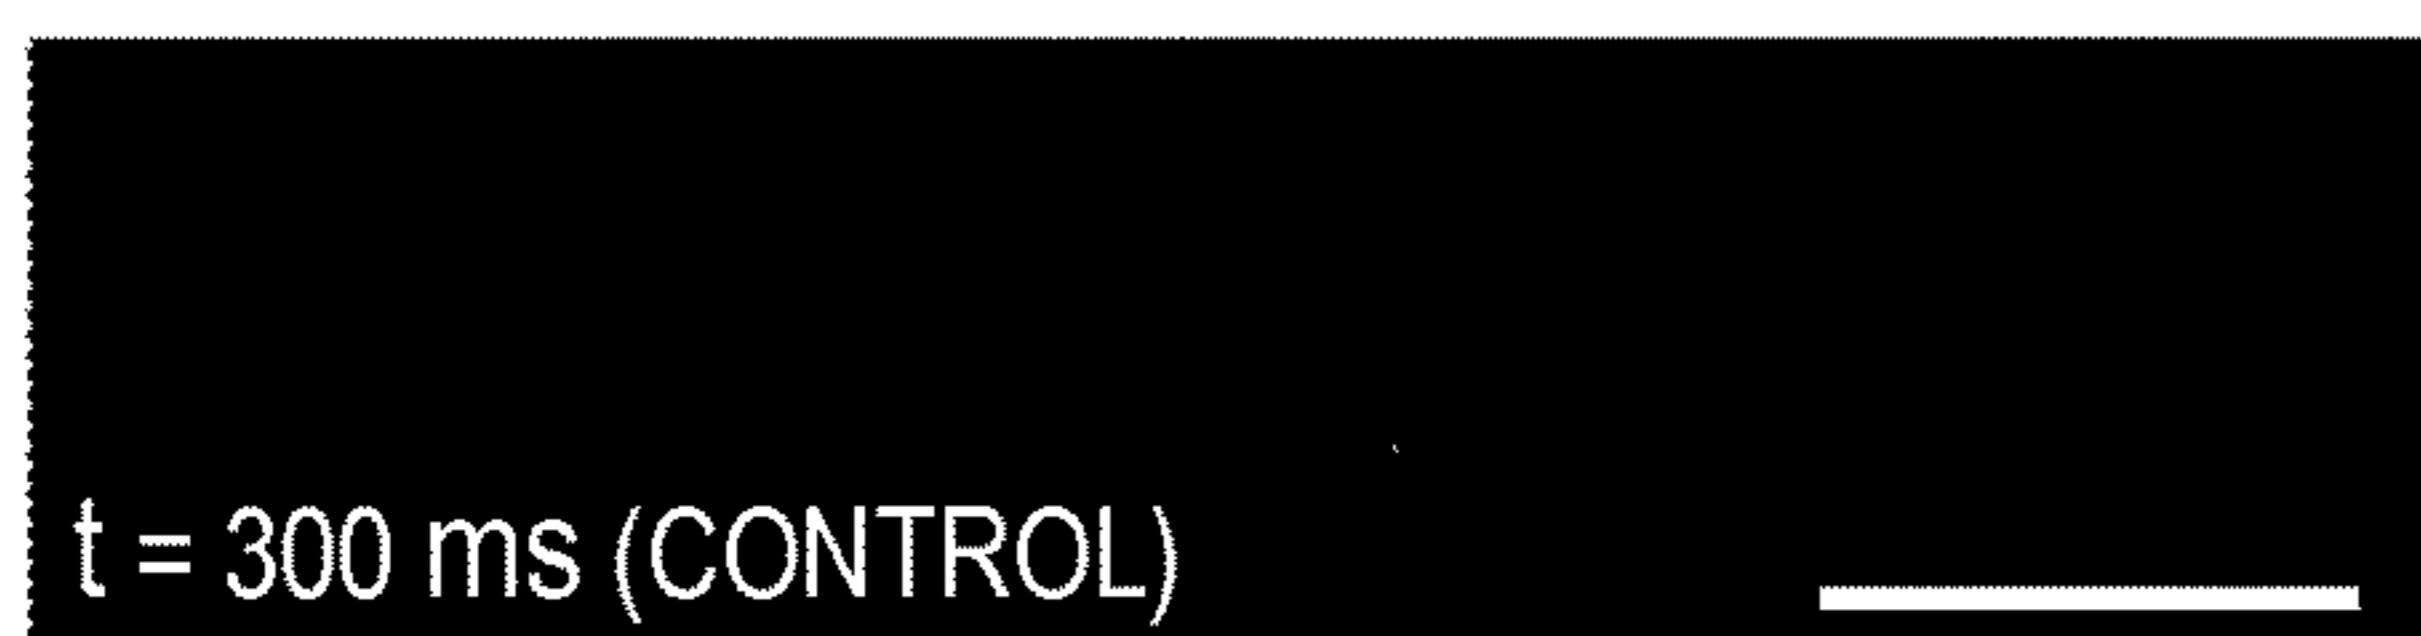 t = 300 ms (CONTROL)